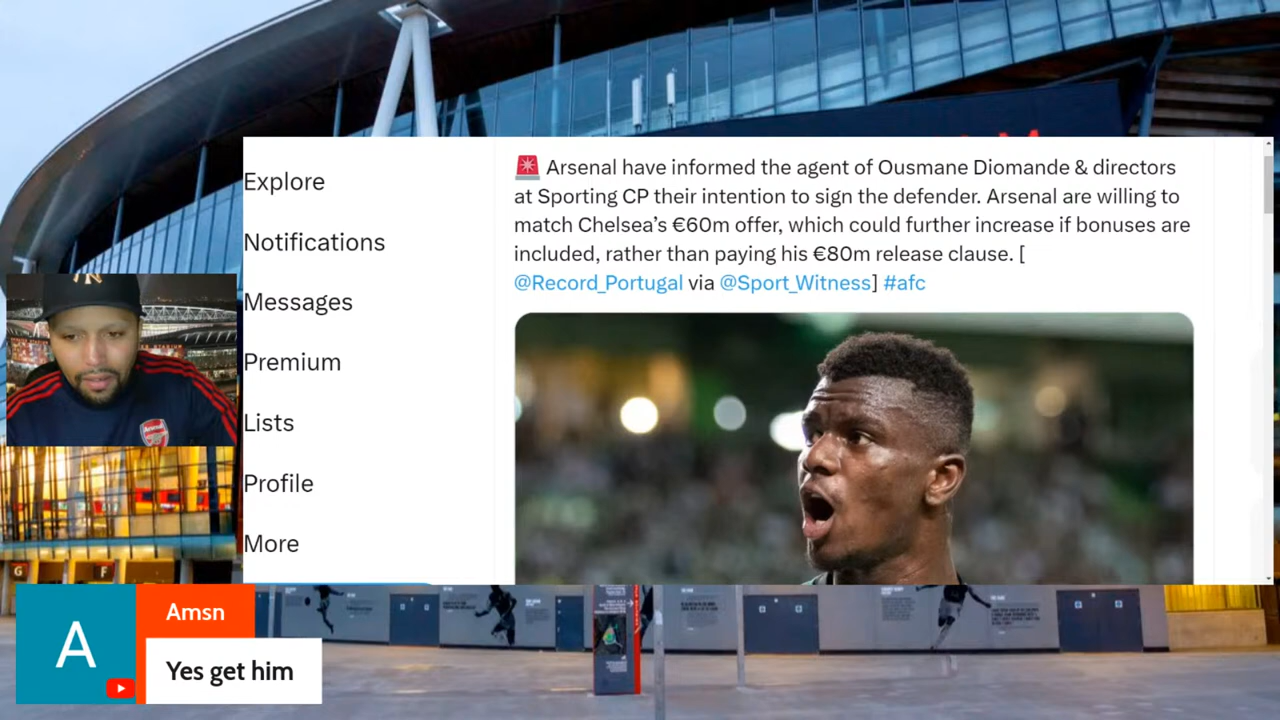 Explore
Notifications
Messages
Premium
Lists
Profile
More
🚨 Arsenal have informed the agent of Ousmane Diomande & directors
at Sporting CP their intention to sign the defender. Arsenal are willing to
match Chelsea’s €60m offer, which could further increase if bonuses are
included, rather than paying his €80m release clause. [
@Record_Portugal via @Sport_Witness] #afc
Arsenal
G
F
A
Amsn
Yes get him